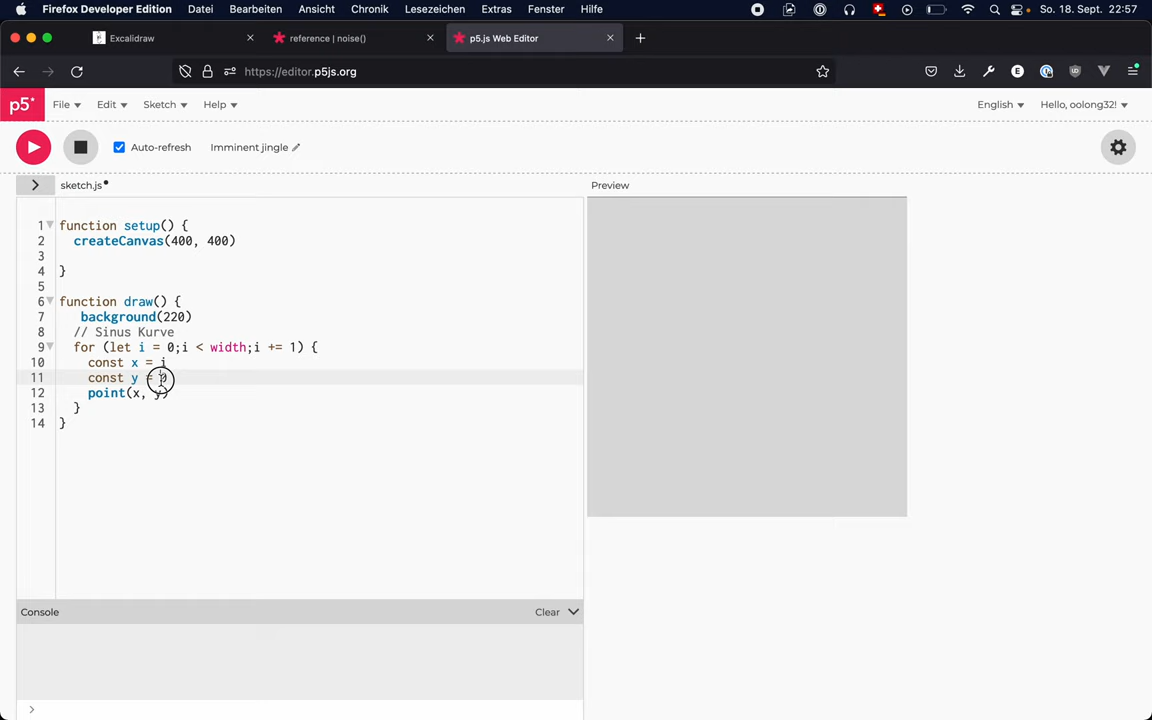 Firefox Developer Edition Datei Bearbeiten Ansicht Chronik Lesezeichen Extras Fenster Hilfe So. 18. Sept. 22:57
Excalidraw reference | noise() p5.js Web Editor
https://editor.p5js.org
p5* File Edit Sketch Help English Hello, oolong32!
Auto-refresh Imminent jingle
sketch.js Preview
1 function setup() {
2 createCanvas(400, 400)
3
4 }
5
6 function draw() {
7 background(220)
8 // Sinus Kurve
9 for (let i = 0;i < width;i += 1) {
10 const x = i
11 const y = 0
12 point(x, y)
13 }
14 }
Console Clear
>